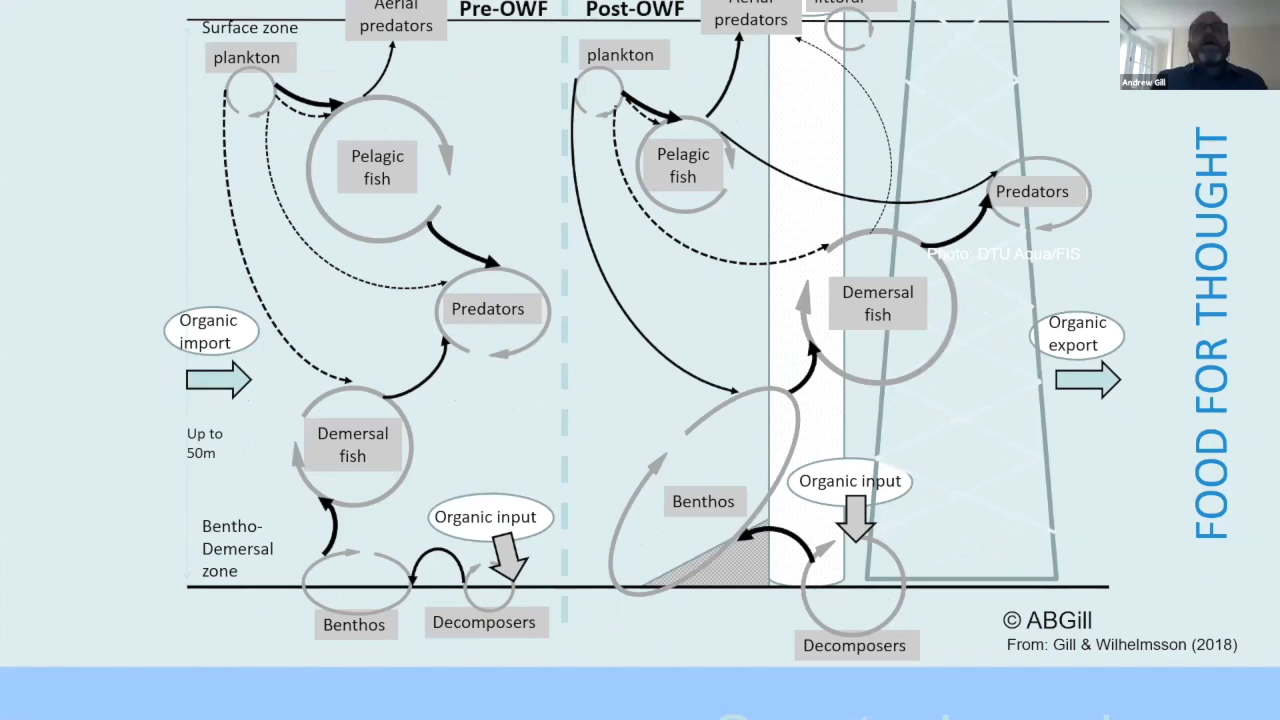 Aerial
predators
Pre-OWF
Post-OWF
Aerial
predators
littoral
Surface zone
plankton
plankton
Andrew Gill
Pelagic
fish
Pelagic
fish
Predators
Photo: DTU Aqua/FIS
Predators
Demersal
fish
Organic
import
Organic
export
FOOD FOR THOUGHT
Up to
50m
Demersal
fish
Organic input
Benthos
Organic input
Bentho-
Demersal
zone
Benthos
Decomposers
Decomposers
© ABGill
From: Gill & Wilhelmsson (2018)